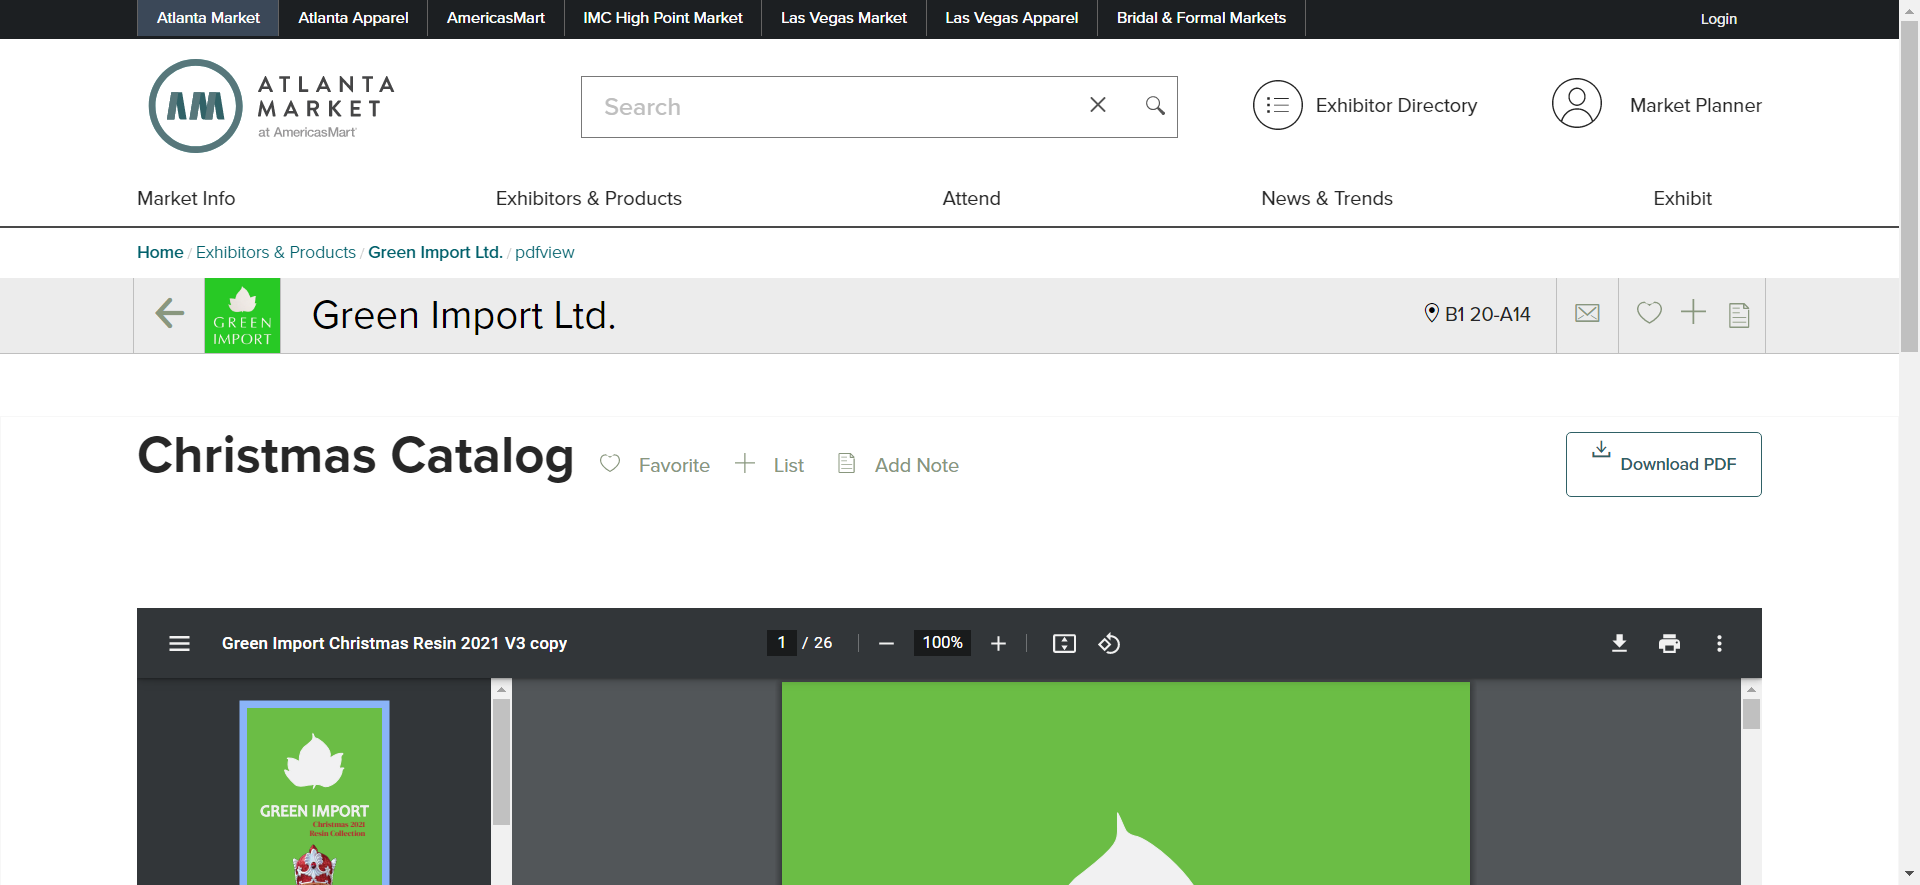 Atlanta Market Atlanta Apparel AmericasMart IMC High Point Market Las Vegas Market Las Vegas Apparel Bridal & Formal Markets Login
ATLANTA
MARKET
at AmericasMart
Search
Exhibitor Directory
Market Planner
Market Info Exhibitors & Products Attend News & Trends Exhibit
Home / Exhibitors & Products / Green Import Ltd. / pdfview
GREEN
IMPORT
Green Import Ltd.
B1 20-A14
Christmas Catalog
Favorite List Add Note
Download PDF
Green Import Christmas Resin 2021 V3 copy
1 / 26
100%
GREEN IMPORT
Christmas 2021
Resin Collection